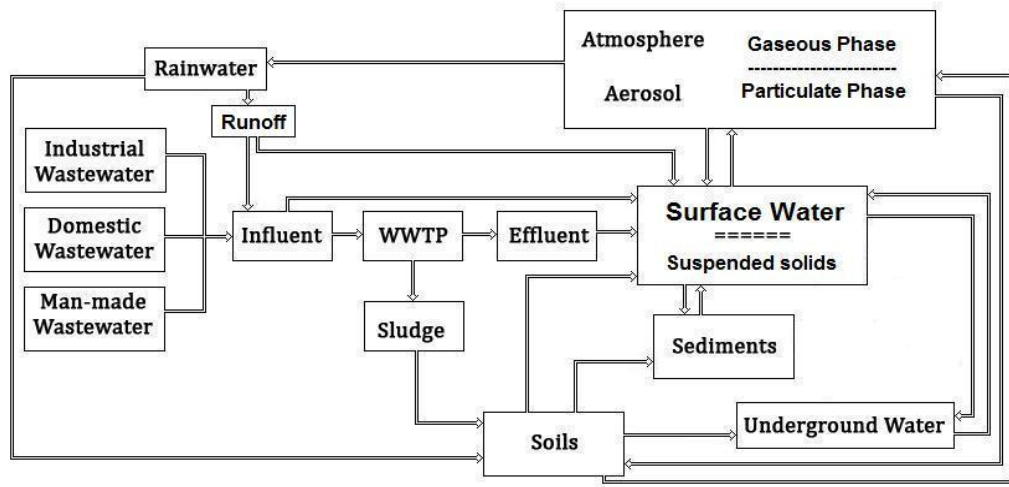 Atmosphere
Gaseous Phase
-----------------------
Aerosol
Particulate Phase
Rainwater
Runoff
Industrial
Wastewater
Domestic
Wastewater
Man-made
Wastewater
Influent
WWTP
Effluent
Surface Water
======
Suspended solids
Sludge
Sediments
Soils
Underground Water